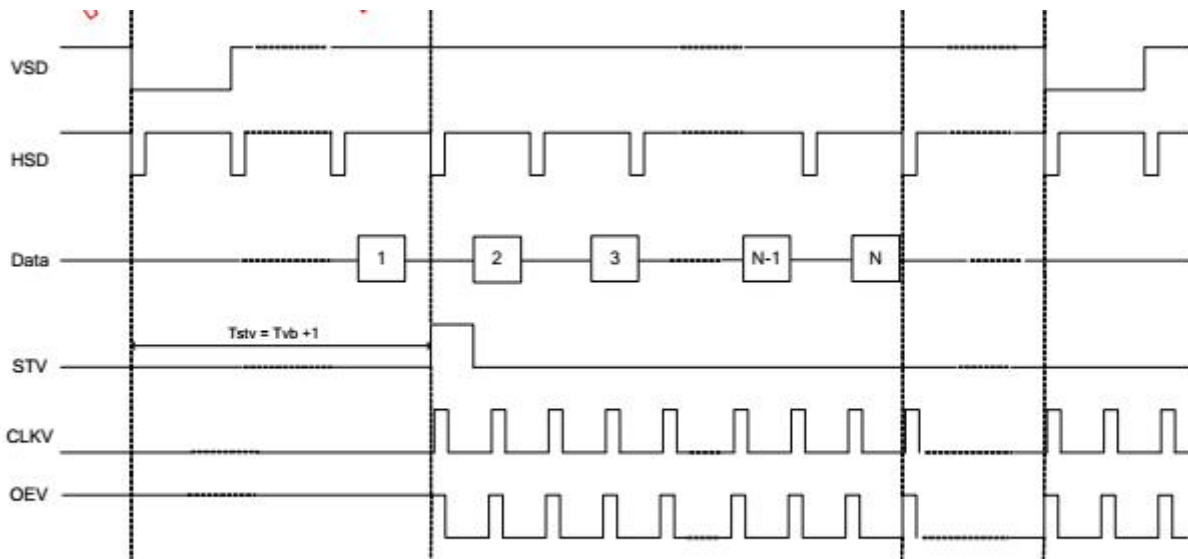 VSD
HSD
Data
1
2
3
N-1
N
Tstv = Tvb +1
STV
CLKV
OEV